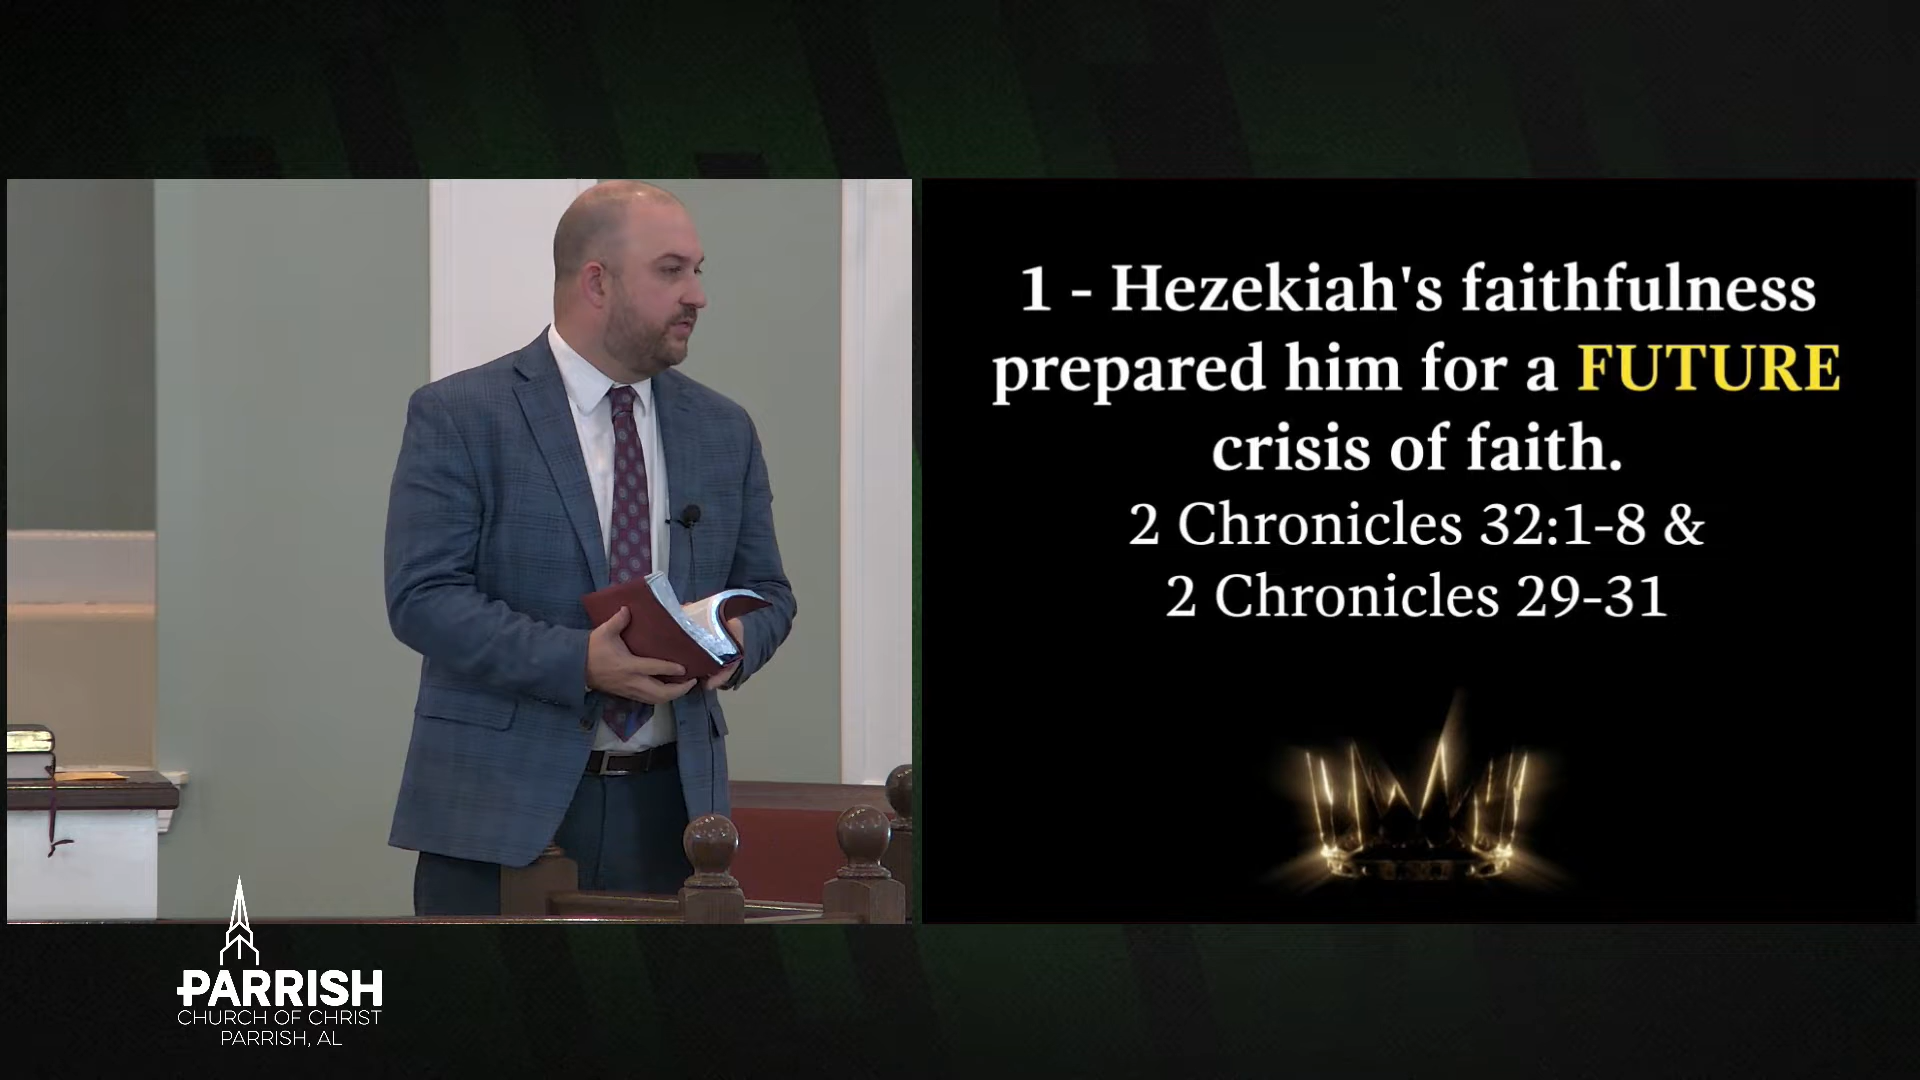 1 - Hezekiah's faithfulness
prepared him for a FUTURE
crisis of faith.
2 Chronicles 32:1-8 &
2 Chronicles 29-31
PARRISH
CHURCH OF CHRIST
PARRISH, AL